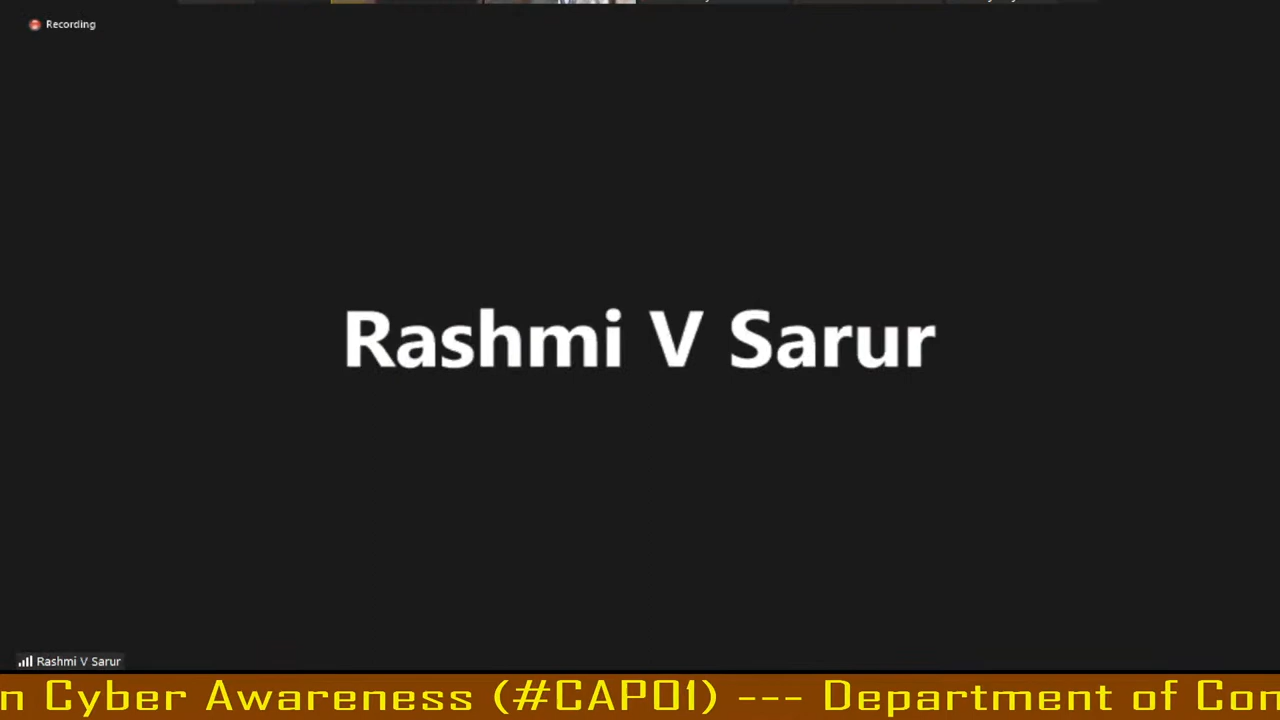 Recording
Rashmi V Sarur
Rashmi V Sarur
n Cyber Awareness (#CAP01) --- Department of Con